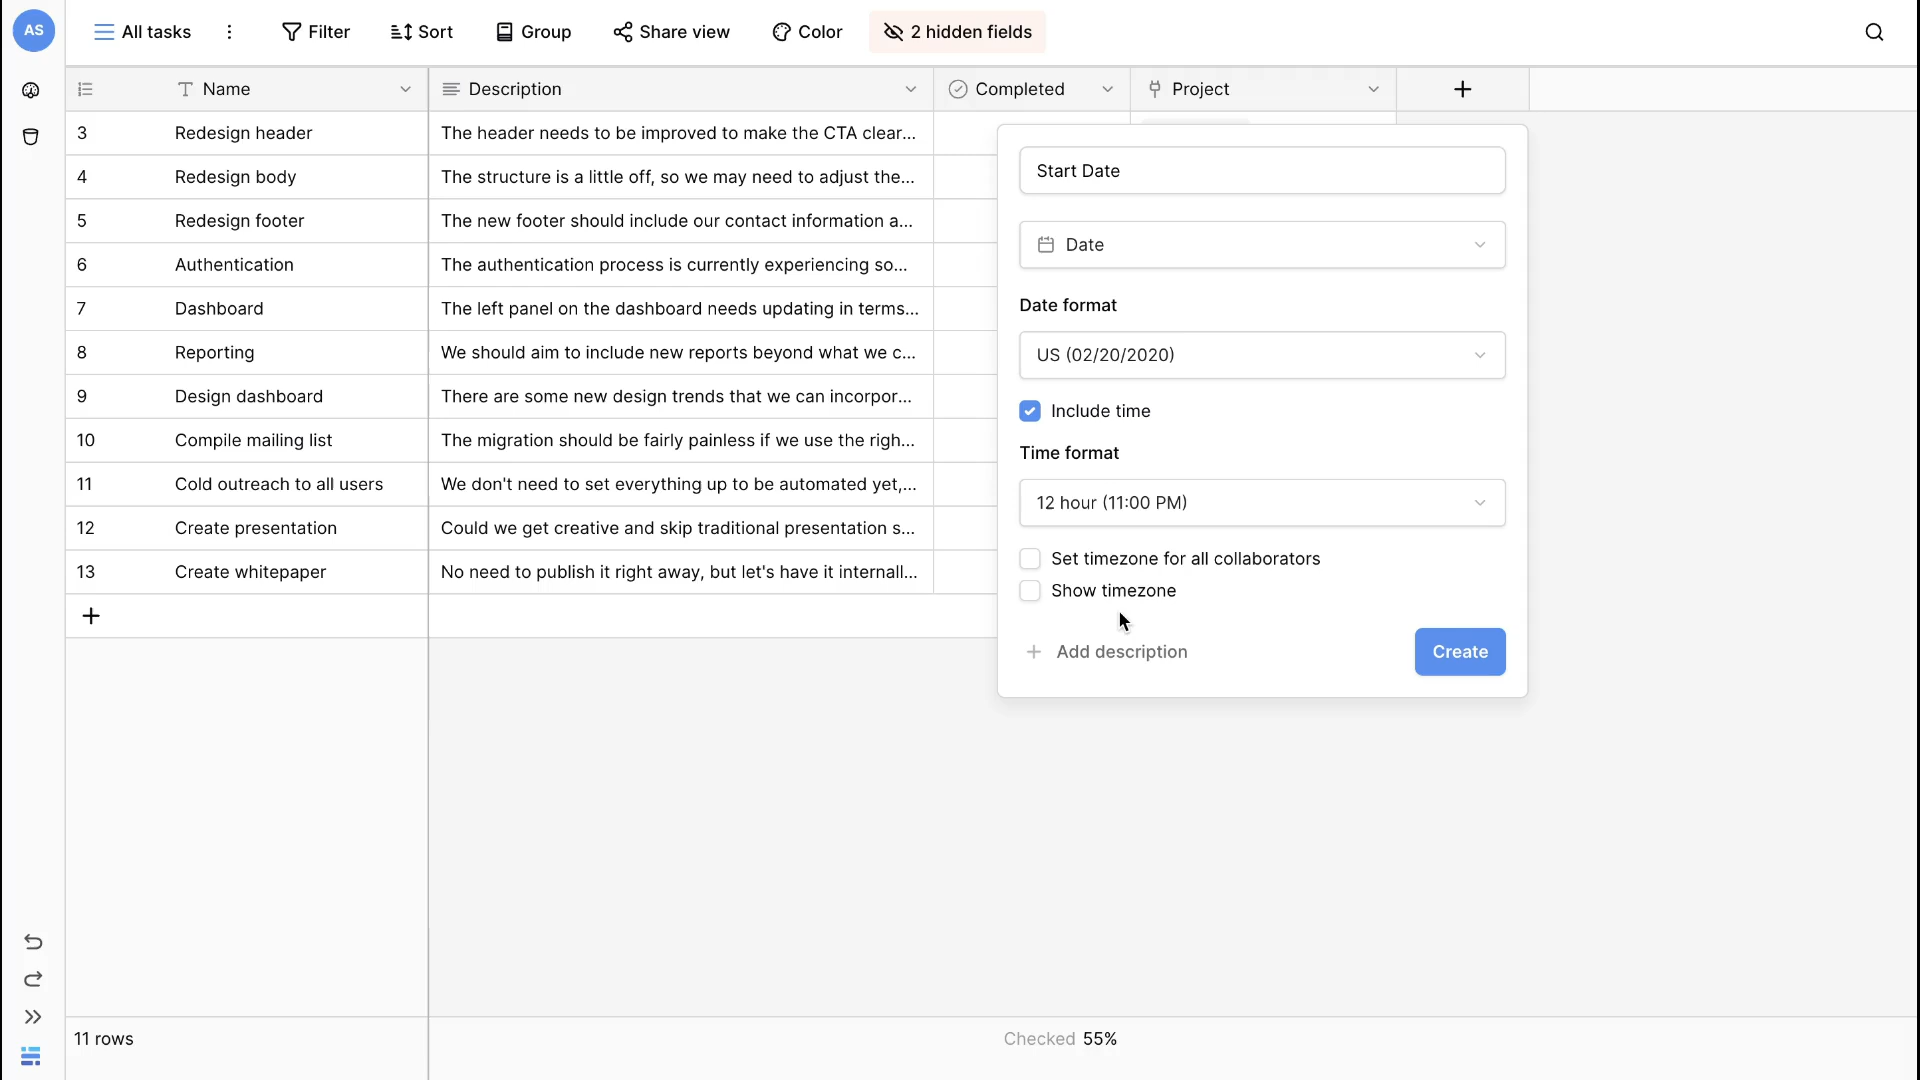 AS
All tasks
Filter
Sort
Group
Share view
Color
2 hidden fields
Name
Description
Completed
Project
3 Redesign header The header needs to be improved to make the CTA clear...
4 Redesign body The structure is a little off, so we may need to adjust the...
5 Redesign footer The new footer should include our contact information a...
6 Authentication The authentication process is currently experiencing so...
7 Dashboard The left panel on the dashboard needs updating in terms...
8 Reporting We should aim to include new reports beyond what we c...
9 Design dashboard There are some new design trends that we can incorpor...
10 Compile mailing list The migration should be fairly painless if we use the righ...
11 Cold outreach to all users We don't need to set everything up to be automated yet,...
12 Create presentation Could we get creative and skip traditional presentation s...
13 Create whitepaper No need to publish it right away, but let's have it internall...
Start Date
Date
Date format
US (02/20/2020)
Include time
Time format
12 hour (11:00 PM)
Set timezone for all collaborators
Show timezone
Add description
Create
11 rows
Checked 55%